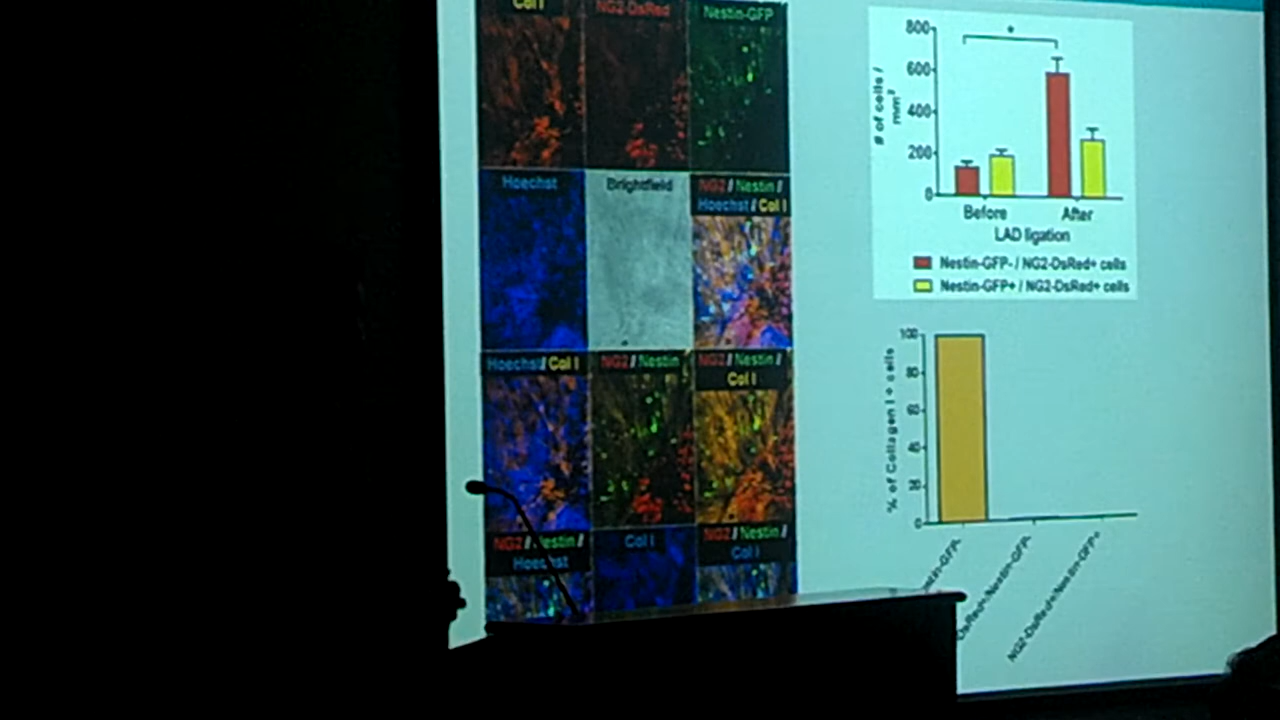 Col I
NG2-DsRed
Nestin-GFP
Hoechst
Brightfield
NG2 / Nestin /
Hoechst / Col I
Hoechst / Col I
NG2 / Nestin
NG2 / Nestin /
Col I
NG2 / Nestin /
Hoechst
Col I
NG2 / Nestin /
Col I
# of cells /
mm²
800
600
400
200
0
*
Before
After
LAD ligation
Nestin-GFP- / NG2-DsRed+ cells
Nestin-GFP+ / NG2-DsRed+ cells
% of Collagen I + cells
100
80
60
40
0
NG2-DsRed+/Nestin-GFP+